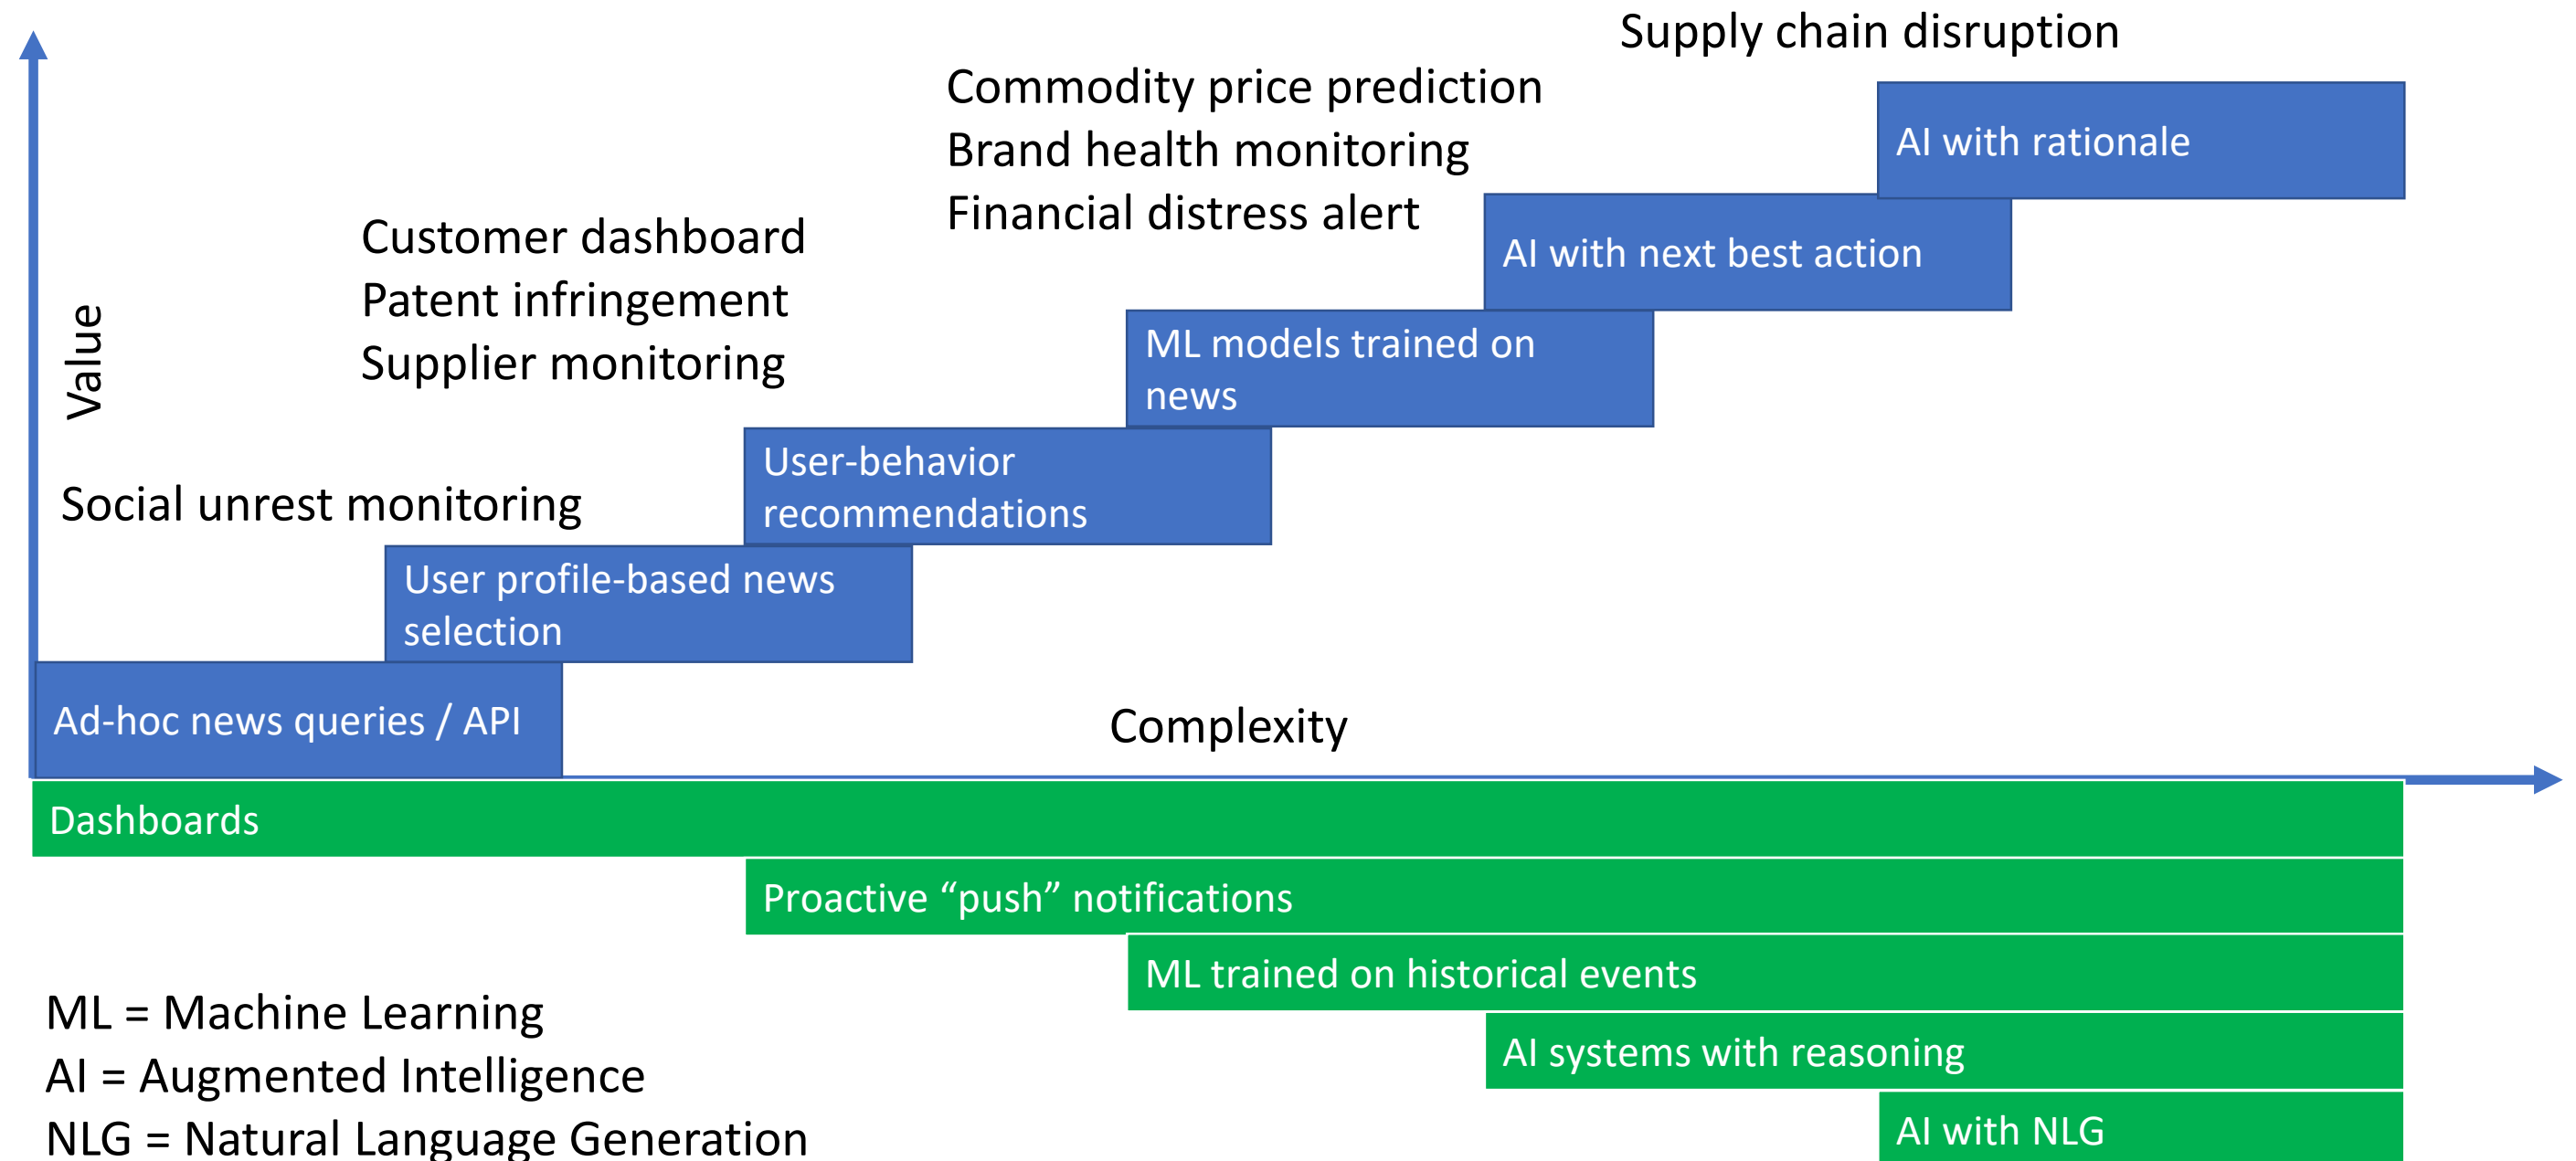 Supply chain disruption
Commodity price prediction
Brand health monitoring
Financial distress alert
AI with rationale
AI with next best action
Customer dashboard
Patent infringement
Supplier monitoring
ML models trained on
news
Value
User-behavior
recommendations
Social unrest monitoring
User profile-based news
selection
Ad-hoc news queries / API
Complexity
Dashboards
Proactive “push” notifications
ML trained on historical events
AI systems with reasoning
AI with NLG
ML = Machine Learning
AI = Augmented Intelligence
NLG = Natural Language Generation